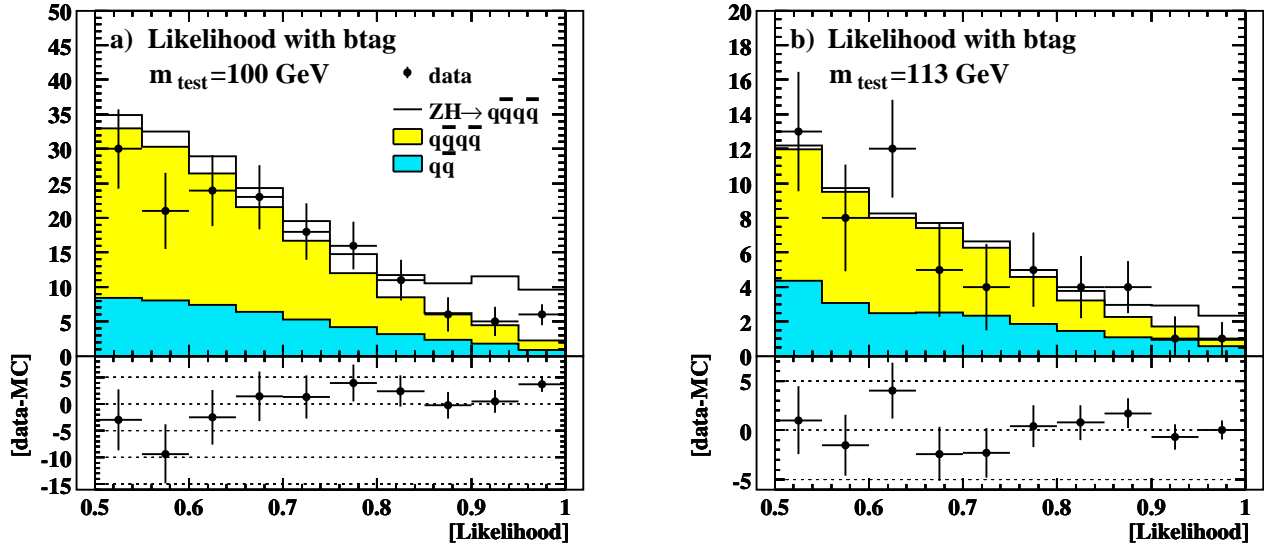 a) Likelihood with btag
m test=100 GeV
data
ZH→ qq̄qq̄
qq̄qq̄
qq̄
50
45
40
35
30
25
20
15
10
5
0
[data-MC]
5
0
-5
-10
-15
0.5 0.6 0.7 0.8 0.9 1
[Likelihood]
b) Likelihood with btag
m test=113 GeV
20
18
16
14
12
10
8
6
4
2
0
[data-MC]
5
0
-5
0.5 0.6 0.7 0.8 0.9 1
[Likelihood]